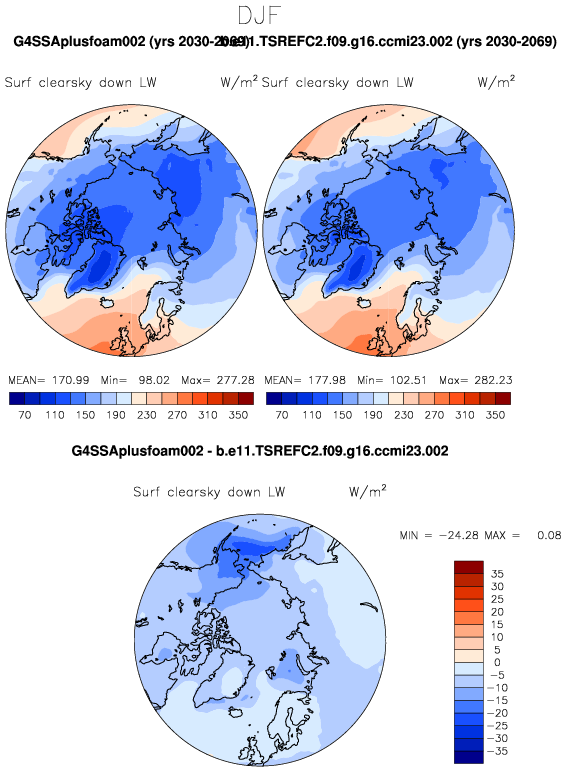 DJF
G4SSAplusfoam002 (yrs 2030-2069)
b.e11.TSREFC2.f09.g16.ccmi23.002 (yrs 2030-2069)
Surf clearsky down LW W/m²
Surf clearsky down LW W/m²
MEAN= 170.99 Min= 98.02 Max= 277.28
MEAN= 177.98 Min= 102.51 Max= 282.23
70 110 150 190 230 270 310 350
70 110 150 190 230 270 310 350
G4SSAplusfoam002 - b.e11.TSREFC2.f09.g16.ccmi23.002
Surf clearsky down LW W/m²
MIN = -24.28 MAX = 0.08
35
30
25
20
15
10
5
0
-5
-10
-15
-20
-25
-30
-35